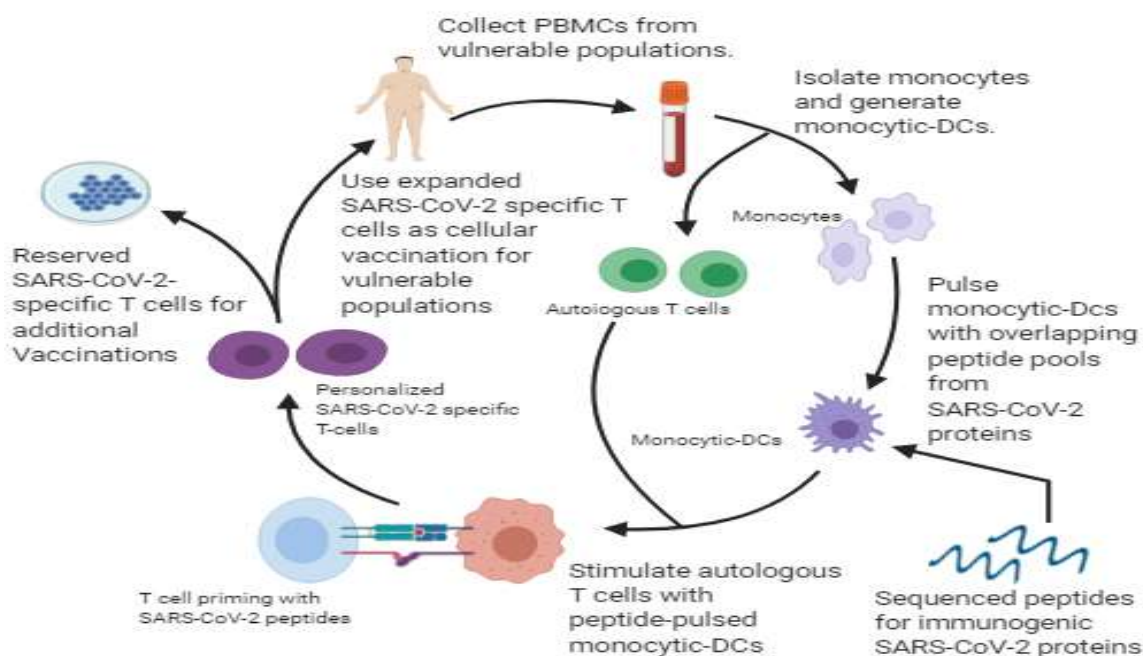 Collect PBMCs from
vulnerable populations.
Isolate monocytes
and generate
monocytic-DCs.
Monocytes
Use expanded
SARS-CoV-2 specific T
cells as cellular
vaccination for
vulnerable
populations
Reserved
SARS-CoV-2-
specific T cells for
additional
Vaccinations
Autoiogous T cells
Pulse
monocytic-Dcs
with overlapping
peptide pools
from
SARS-CoV-2
proteins
Personalized
SARS-CoV-2 specific
T-cells
Monocytic-DCs
T cell priming with
SARS-CoV-2 peptides
Stimulate autologous
T cells with
peptide-pulsed
monocytic-DCs
Sequenced peptides
for immunogenic
SARS-CoV-2 proteins